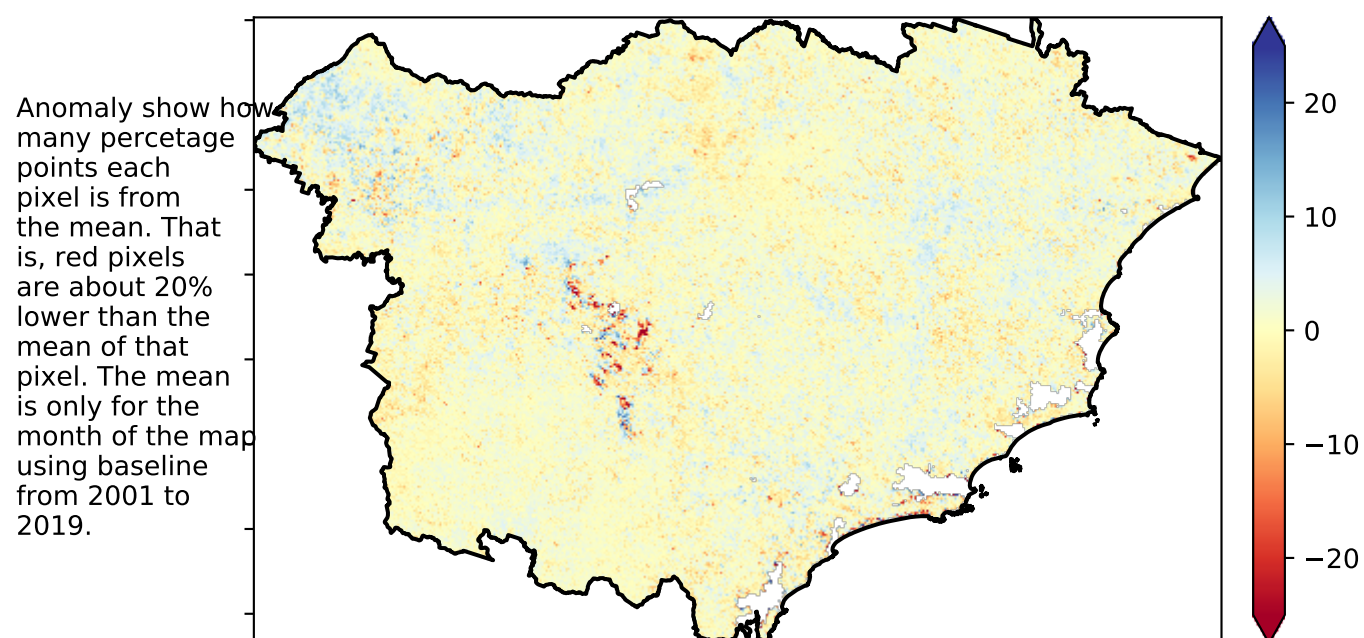 Anomaly show how
many percetage
points each
pixel is from
the mean. That
is, red pixels
are about 20%
lower than the
mean of that
pixel. The mean
is only for the
month of the map
using baseline
from 2001 to
2019.
20
10
0
−10
−20